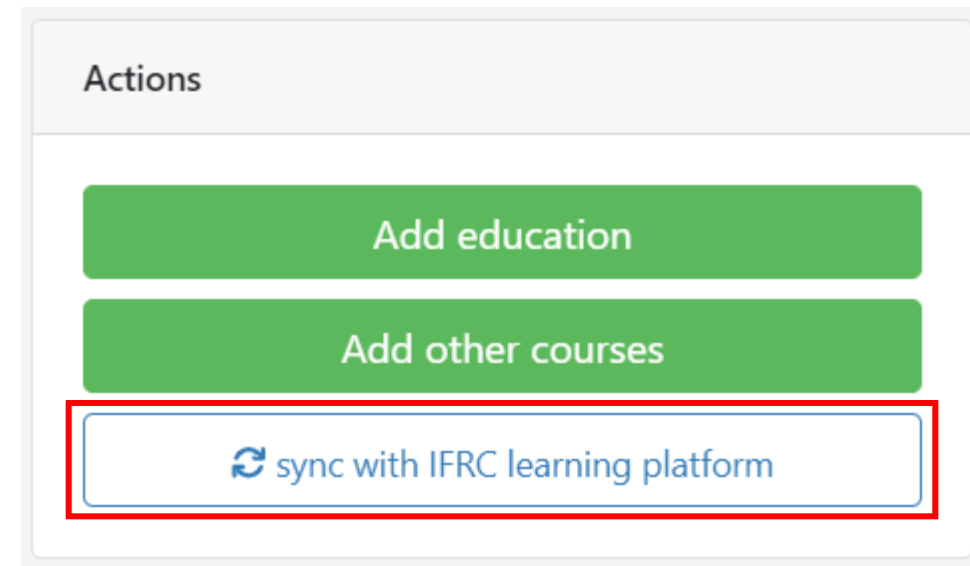 Actions
Add education
Add other courses
sync with IFRC learning platform